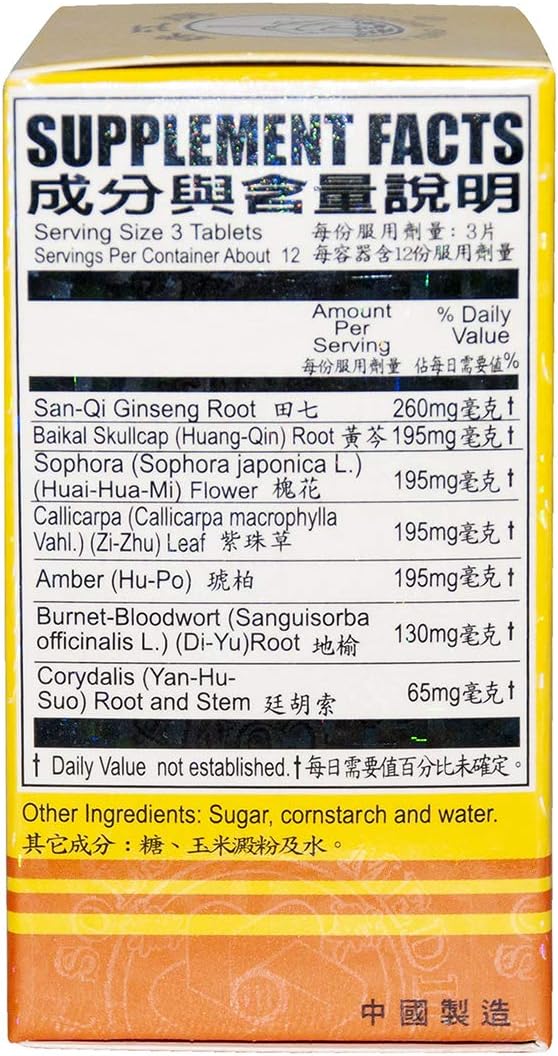 SUPPLEMENT FACTS
成分與含量說明
Serving Size 3 Tablets 每份服用劑量：3片
Servings Per Container About 12 每容器含12份服用劑量
Amount Per Serving % Daily Value
每份服用劑量 佔每日需要值%
San-Qi Ginseng Root 田七 260mg毫克†
Baikal Skullcap (Huang-Qin) Root 黃芩 195mg毫克†
Sophora (Sophora japonica L.)
(Huai-Hua-Mi) Flower 槐花 195mg毫克†
Callicarpa (Callicarpa macrophylla
Vahl.) (Zi-Zhu) Leaf 紫珠草 195mg毫克†
Amber (Hu-Po) 琥柏 195mg毫克†
Burnet-Bloodwort (Sanguisorba
officinalis L.) (Di-Yu)Root 地榆 130mg毫克†
Corydalis (Yan-Hu-
Suo) Root and Stem 廷胡索 65mg毫克†
† Daily Value not established.†每日需要值百分比未確定。
Other Ingredients: Sugar, cornstarch and water.
其它成分：糖、玉米澱粉及水。
中國製造